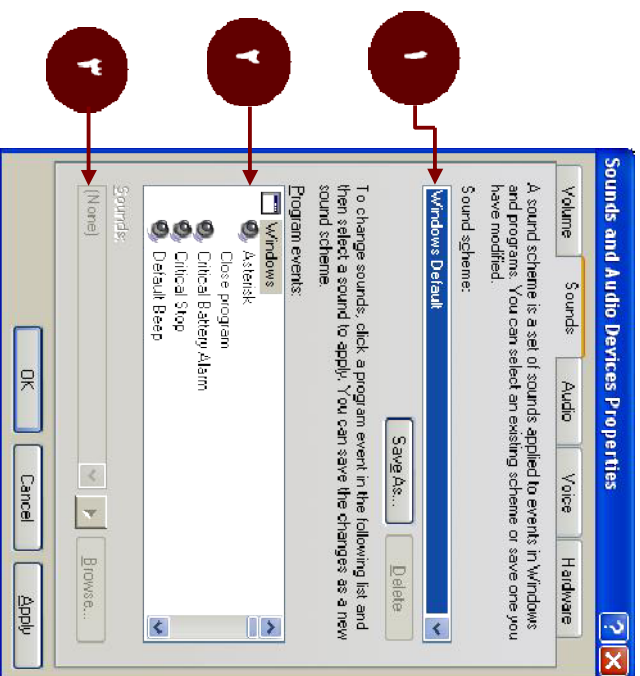 Sounds and Audio Devices Properties
Volume
Sounds
Audio
Voice
Hardware
A sound scheme is a set of sounds applied to events in Windows
and programs. You can select an existing scheme or save one you
have modified.
Sound scheme:
Windows Default
Save As...
Delete
To change sounds, click a program event in the following list and
then select a sound to apply. You can save the changes as a new
sound scheme.
Program events:
Windows
Asterisk
Close program
Critical Battery Alarm
Critical Stop
Default Beep
Sounds:
(None)
Browse...
OK
Cancel
Apply
١
٢
٣